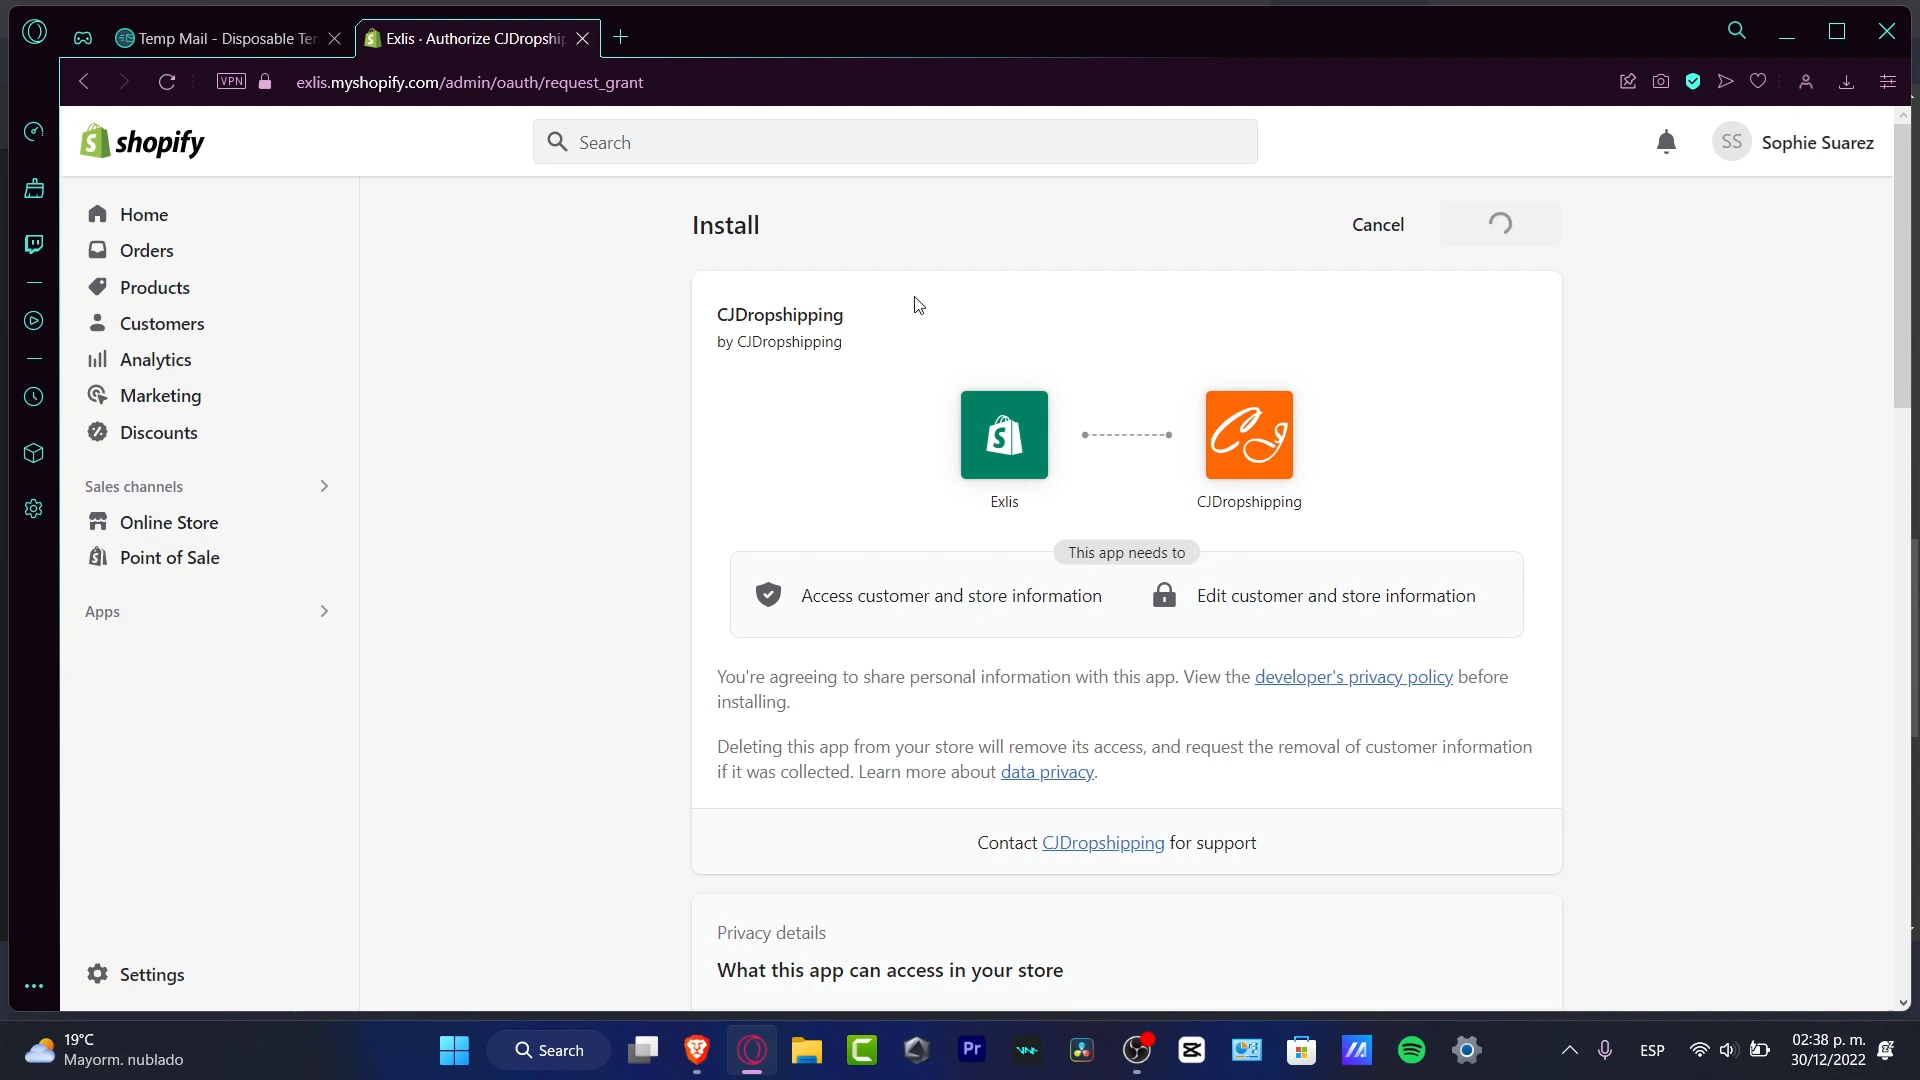 Temp Mail - Disposable Ter
Exlis · Authorize CJDropship
VPN
exlis.myshopify.com/admin/oauth/request_grant
shopify
Search
SS
Sophie Suarez
Home
Orders
Products
Customers
Analytics
Marketing
Discounts
Sales channels
Online Store
Point of Sale
Apps
Settings
Install
Cancel
CJDropshipping
by CJDropshipping
Exlis
CJDropshipping
This app needs to
Access customer and store information
Edit customer and store information
You're agreeing to share personal information with this app. View the developer's privacy policy before
installing.
Deleting this app from your store will remove its access, and request the removal of customer information
if it was collected. Learn more about data privacy.
Contact CJDropshipping for support
Privacy details
What this app can access in your store
19°C
Mayorm. nublado
Search
Pr
ESP
02:38 p. m.
30/12/2022